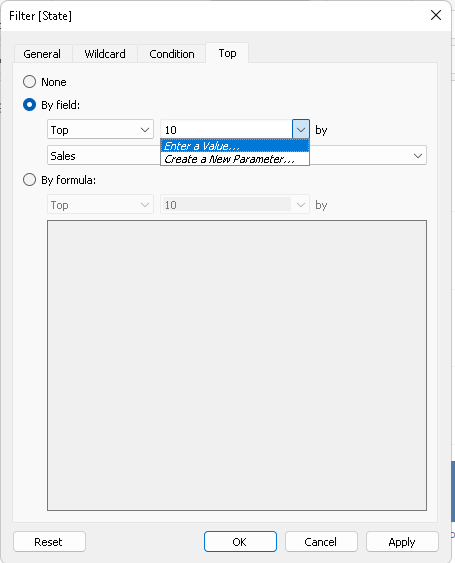 Filter [State]
General Wildcard Condition Top
None
By field:
Top 10 by
Enter a Value...
Sales
Create a New Parameter...
By formula:
Top 10 by
Reset OK Cancel Apply